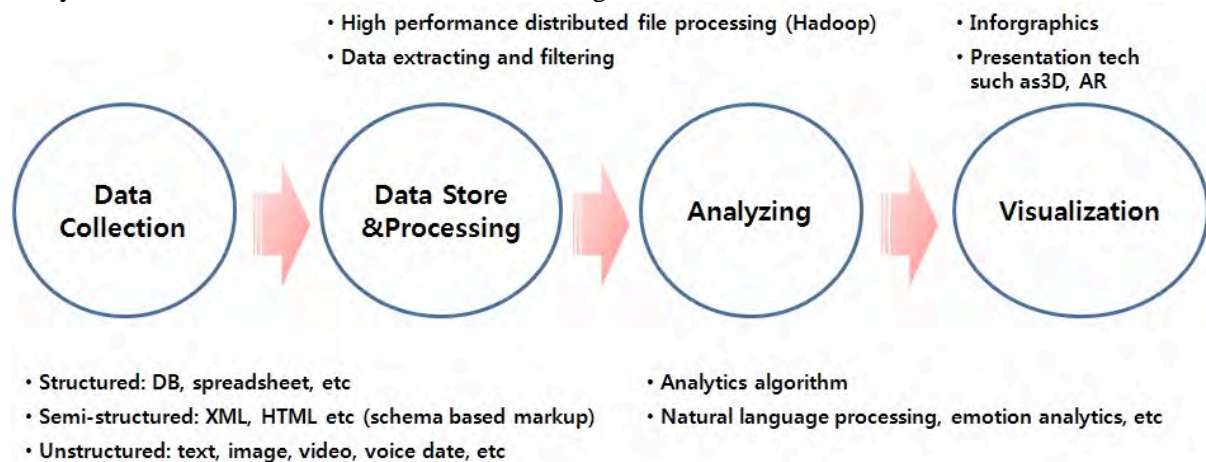 • High performance distributed file processing (Hadoop)
• Data extracting and filtering
• Inforgraphics
• Presentation tech
such as3D, AR
Data
Collection
Data Store
&Processing
Analyzing
Visualization
• Structured: DB, spreadsheet, etc
• Semi-structured: XML, HTML etc (schema based markup)
• Unstructured: text, image, video, voice date, etc
• Analytics algorithm
• Natural language processing, emotion analytics, etc